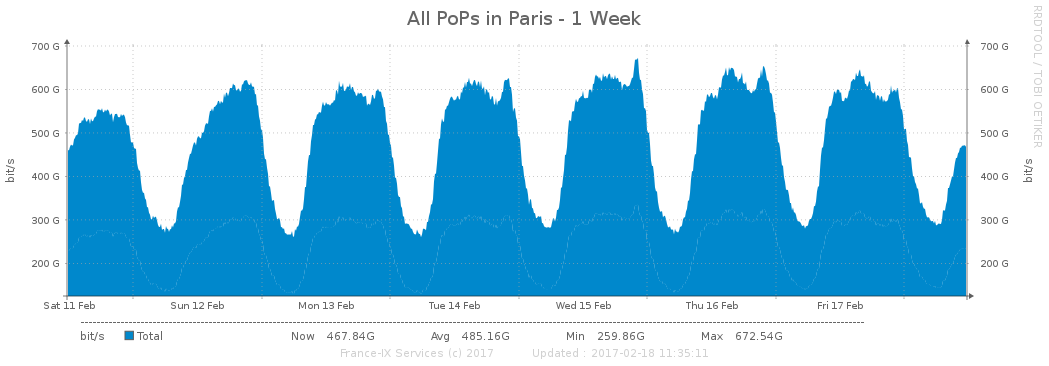 All PoPs in Paris - 1 Week
RRDTOOL / TOBI OETIKER
700 G 700 G
600 G 600 G
500 G 500 G
400 G 400 G
300 G 300 G
200 G 200 G
bit/s bit/s
Sat 11 Feb Sun 12 Feb Mon 13 Feb Tue 14 Feb Wed 15 Feb Thu 16 Feb Fri 17 Feb
bit/s Total Now 467.84G Avg 485.16G Min 259.86G Max 672.54G
France-IX Services (c) 2017 Updated : 2017-02-18 11:35:11